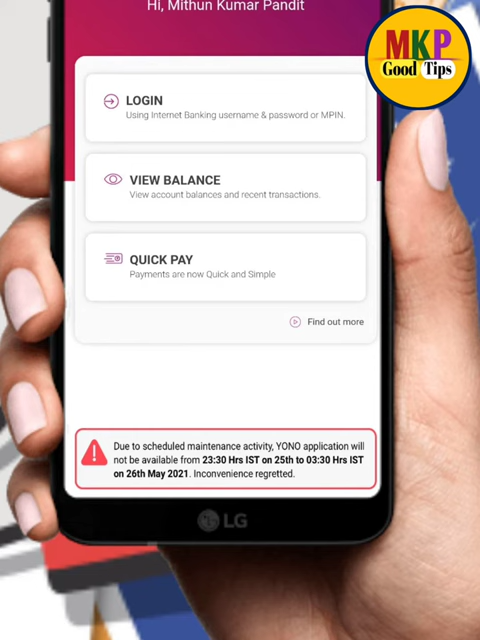 Hi, Mithun Kumar Pandit
MKP
Good Tips
LOGIN
Using Internet Banking username & password or MPIN.
VIEW BALANCE
View account balances and recent transactions.
QUICK PAY
Payments are now Quick and Simple
Find out more
Due to scheduled maintenance activity, YONO application will
not be available from 23:30 Hrs IST on 25th to 03:30 Hrs IST
on 26th May 2021. Inconvenience regretted.
LG